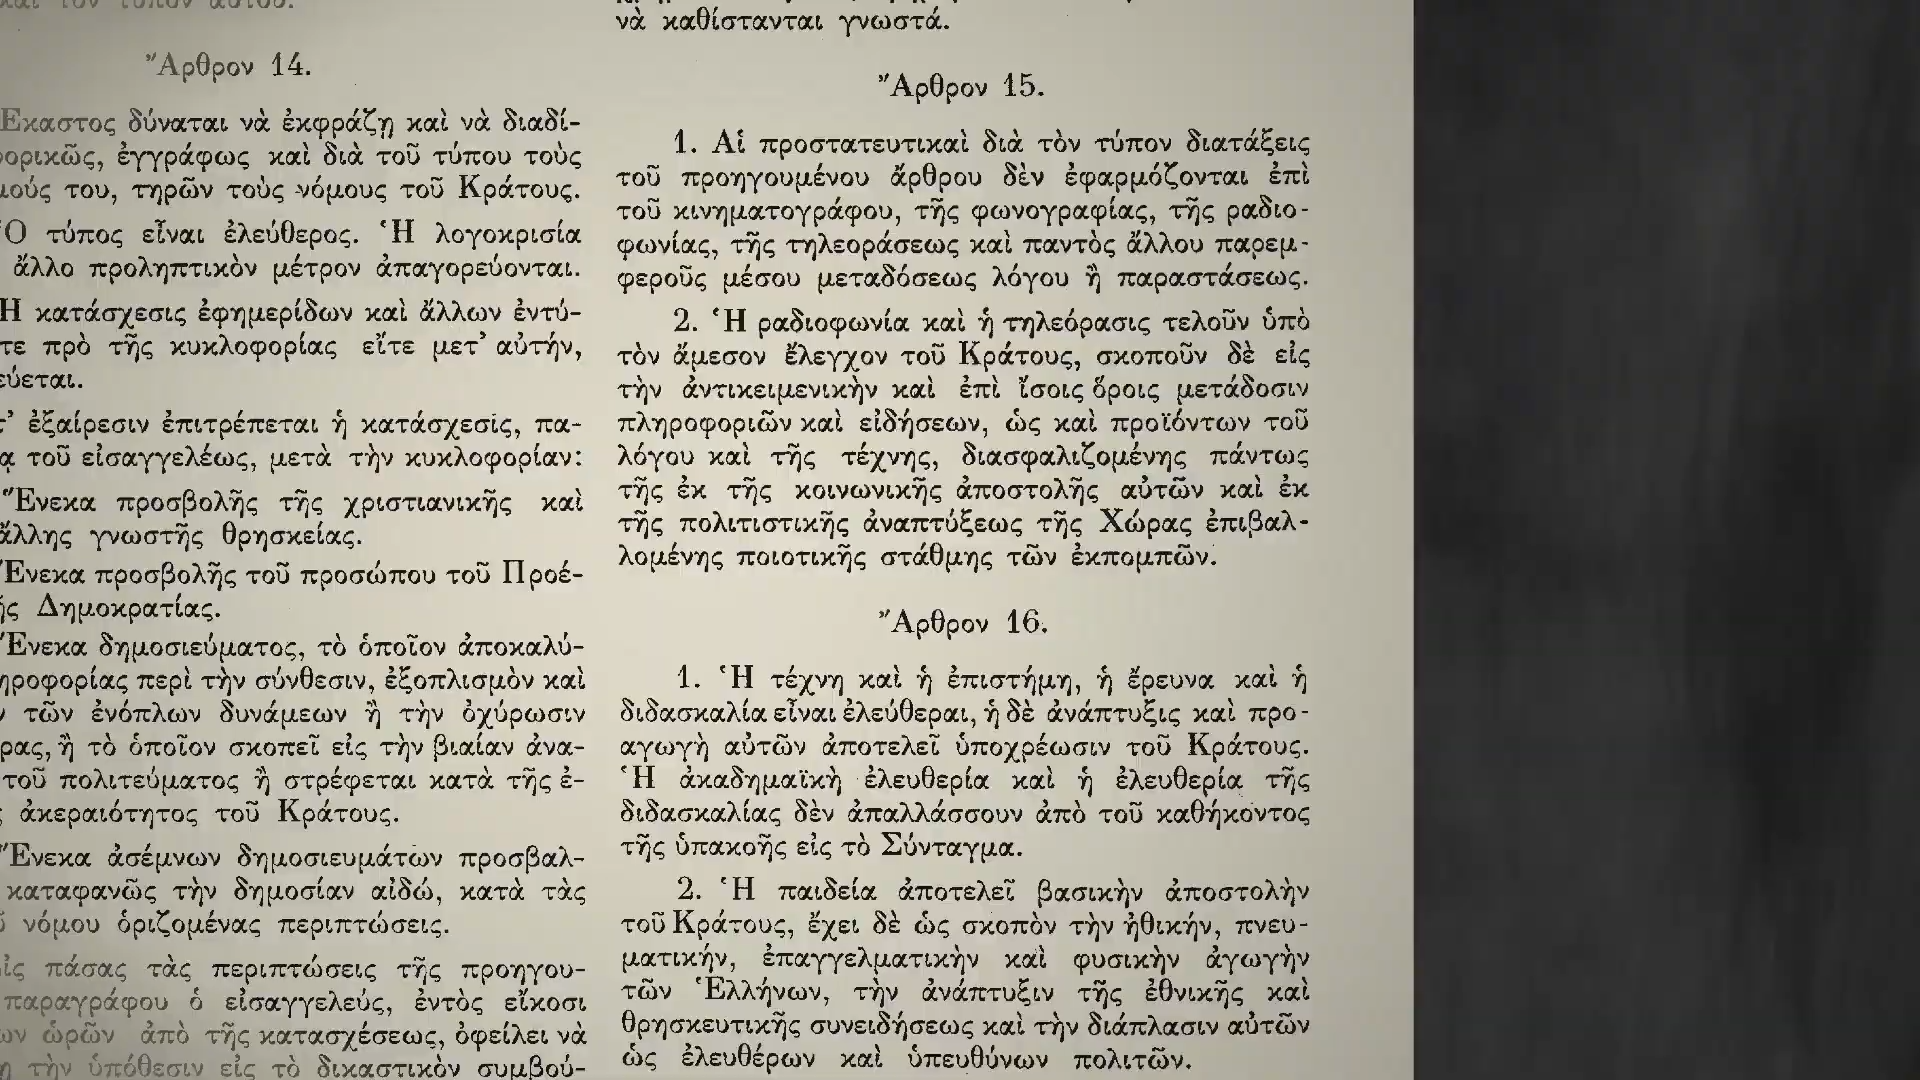 Ἄρθρον 14.
Ἕκαστος δύναται νὰ ἐκφράζῃ καὶ νὰ διαδί-
ἐγγράφως καὶ διὰ τοῦ τύπου τοὺς
του, τηρῶν τοὺς νόμους τοῦ Κράτους.
Ὁ τύπος εἶναι ἐλεύθερος. Ἡ λογοκρισία
ἄλλο προληπτικὸν μέτρον ἀπαγορεύονται.
Ἡ κατάσχεσις ἐφημερίδων καὶ ἄλλων ἐντύ-
πρὸ τῆς κυκλοφορίας εἴτε μετ’ αὐτήν,
ἐξαίρεσιν ἐπιτρέπεται ἡ κατάσχεσις, πα-
τοῦ εἰσαγγελέως, μετὰ τὴν κυκλοφορίαν:
Ἕνεκα προσβολῆς τῆς χριστιανικῆς καὶ
ἄλλης γνωστῆς θρησκείας.
Ἕνεκα προσβολῆς τοῦ προσώπου τοῦ Προέ-
Δημοκρατίας.
Ἕνεκα δημοσιεύματος, τὸ ὁποῖον ἀποκαλύ-
περὶ τὴν σύνθεσιν, ἐξοπλισμὸν καὶ
τῶν ἐνόπλων δυνάμεων ἢ τὴν ὀχύρωσιν
ἢ τὸ ὁποῖον σκοπεῖ εἰς τὴν βιαίαν ἀνα-
τοῦ πολιτεύματος ἢ στρέφεται κατὰ τῆς ἐ-
ἀκεραιότητος τοῦ Κράτους.
Ἕνεκα ἀσέμνων δημοσιευμάτων προσβαλ-
καταφανῶς τὴν δημοσίαν αἰδώ, κατὰ τὰς
νόμου ὁριζομένας περιπτώσεις.
πάσας τὰς περιπτώσεις τῆς προηγου-
παραγράφου ὁ εἰσαγγελεύς, ἐντὸς εἴκοσι
ὡρῶν ἀπὸ τῆς κατασχέσεως, ὀφείλει νὰ
τὴν ὑπόθεσιν εἰς τὸ δικαστικὸν συμβού-
νὰ καθίστανται γνωστά.
Ἄρθρον 15.
1. Αἱ προστατευτικαὶ διὰ τὸν τύπον διατάξεις
τοῦ προηγουμένου ἄρθρου δὲν ἐφαρμόζονται ἐπὶ
τοῦ κινηματογράφου, τῆς φωνογραφίας, τῆς ραδιο-
φωνίας, τῆς τηλεοράσεως καὶ παντὸς ἄλλου παρεμ-
φεροῦς μέσου μεταδόσεως λόγου ἢ παραστάσεως.
2. Ἡ ραδιοφωνία καὶ ἡ τηλεόρασις τελοῦν ὑπὸ
τὸν ἄμεσον ἔλεγχον τοῦ Κράτους, σκοποῦν δὲ εἰς
τὴν ἀντικειμενικὴν καὶ ἐπὶ ἴσοις ὅροις μετάδοσιν
πληροφοριῶν καὶ εἰδήσεων, ὡς καὶ προϊόντων τοῦ
λόγου καὶ τῆς τέχνης, διασφαλιζομένης πάντως
τῆς ἐκ τῆς κοινωνικῆς ἀποστολῆς αὐτῶν καὶ ἐκ
τῆς πολιτιστικῆς ἀναπτύξεως τῆς Χώρας ἐπιβαλ-
λομένης ποιοτικῆς στάθμης τῶν ἐκπομπῶν.
Ἄρθρον 16.
1. Ἡ τέχνη καὶ ἡ ἐπιστήμη, ἡ ἔρευνα καὶ ἡ
διδασκαλία εἶναι ἐλεύθεραι, ἡ δὲ ἀνάπτυξις καὶ προ-
αγωγὴ αὐτῶν ἀποτελεῖ ὑποχρέωσιν τοῦ Κράτους.
Ἡ ἀκαδημαϊκὴ ἐλευθερία καὶ ἡ ἐλευθερία τῆς
διδασκαλίας δὲν ἀπαλλάσσουν ἀπὸ τοῦ καθήκοντος
τῆς ὑπακοῆς εἰς τὸ Σύνταγμα.
2. Ἡ παιδεία ἀποτελεῖ βασικὴν ἀποστολὴν
τοῦ Κράτους, ἔχει δὲ ὡς σκοπὸν τὴν ἠθικήν, πνευ-
ματικήν, ἐπαγγελματικὴν καὶ φυσικὴν ἀγωγὴν
τῶν Ἑλλήνων, τὴν ἀνάπτυξιν τῆς ἐθνικῆς καὶ
θρησκευτικῆς συνειδήσεως καὶ τὴν διάπλασιν αὐτῶν
ὡς ἐλευθέρων καὶ ὑπευθύνων πολιτῶν.